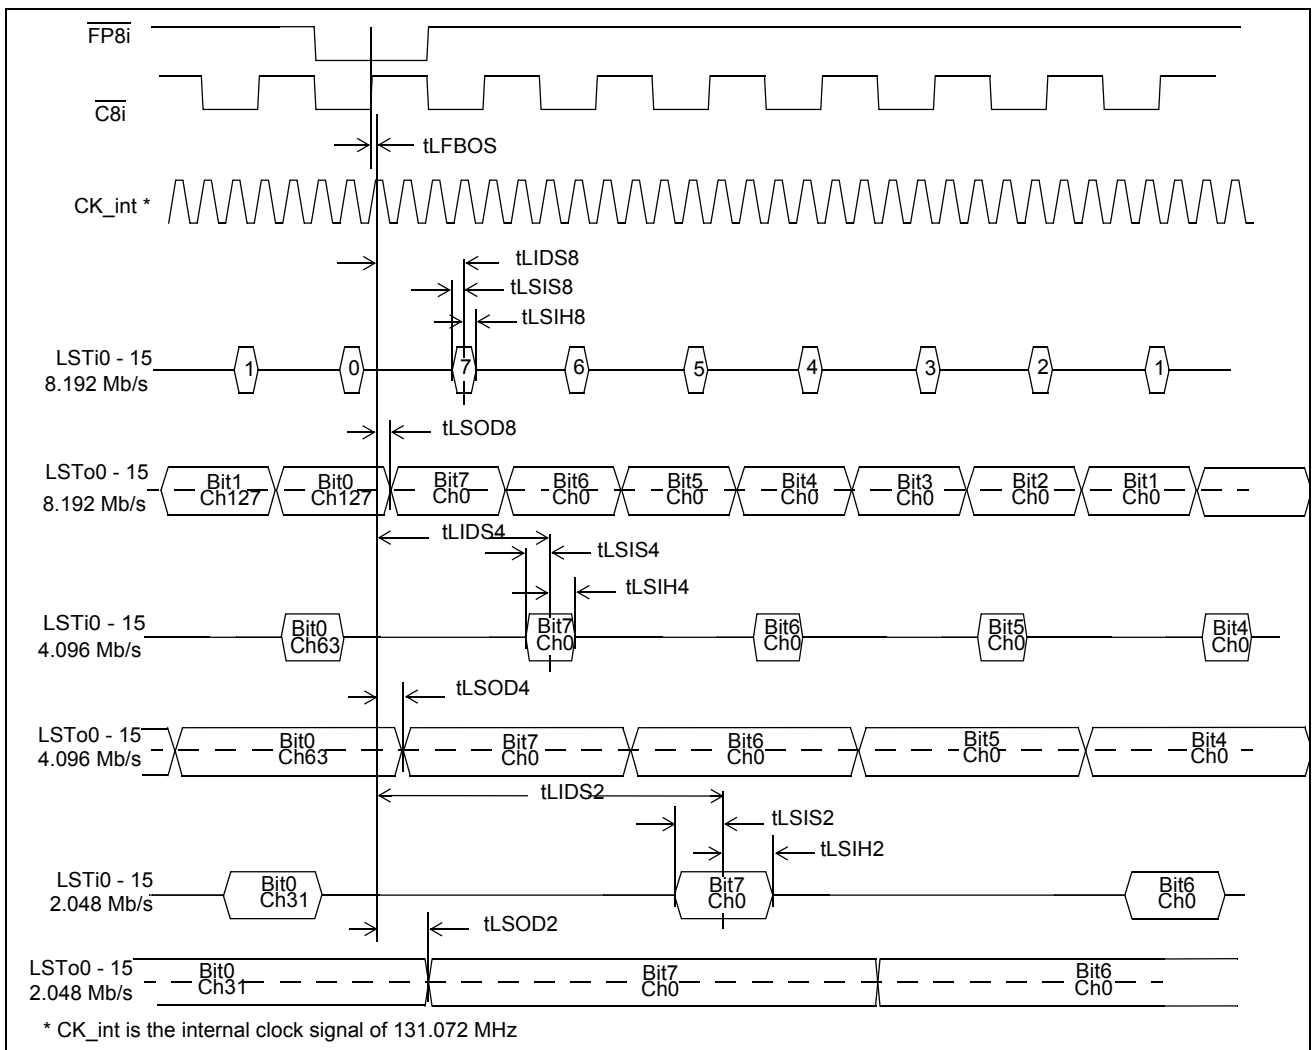 FP8i
C8i
tLFBOS
CK_int *
tLIDS8
tLSIS8
tLSIH8
LSTi0 - 15
8.192 Mb/s
1 0 7 6 5 4 3 2 1
tLSOD8
LSTo0 - 15
8.192 Mb/s
Bit1 Bit0 Bit7 Bit6 Bit5 Bit4 Bit3 Bit2 Bit1
Ch127 Ch127 Ch0 Ch0 Ch0 Ch0 Ch0 Ch0 Ch0
tLIDS4
tLSIS4
tLSIH4
LSTi0 - 15
4.096 Mb/s
Bit0 Bit7 Bit6 Bit5 Bit4
Ch63 Ch0 Ch0 Ch0 Ch0
tLSOD4
LSTo0 - 15
4.096 Mb/s
Bit0 Bit7 Bit6 Bit5 Bit4
Ch63 Ch0 Ch0 Ch0 Ch0
tLIDS2
tLSIS2
tLSIH2
LSTi0 - 15
2.048 Mb/s
Bit0 Bit7 Bit6
Ch31 Ch0 Ch0
tLSOD2
LSTo0 - 15
2.048 Mb/s
Bit0 Bit7 Bit6
Ch31 Ch0 Ch0
* CK_int is the internal clock signal of 131.072 MHz